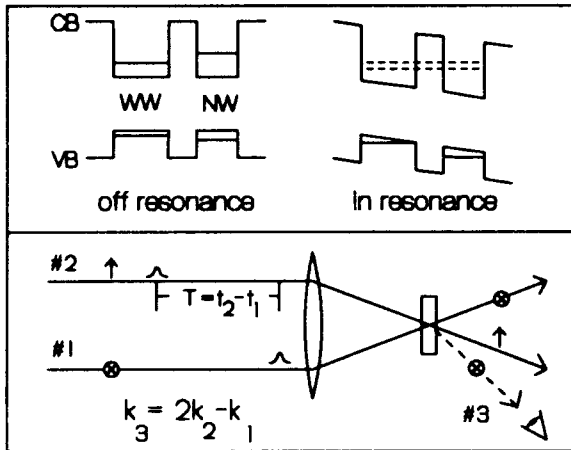 CB
WW NW
VB
off resonance In resonance
#2
T=t₂-t₁
#1
k₃ = 2k₂-k₁
#3